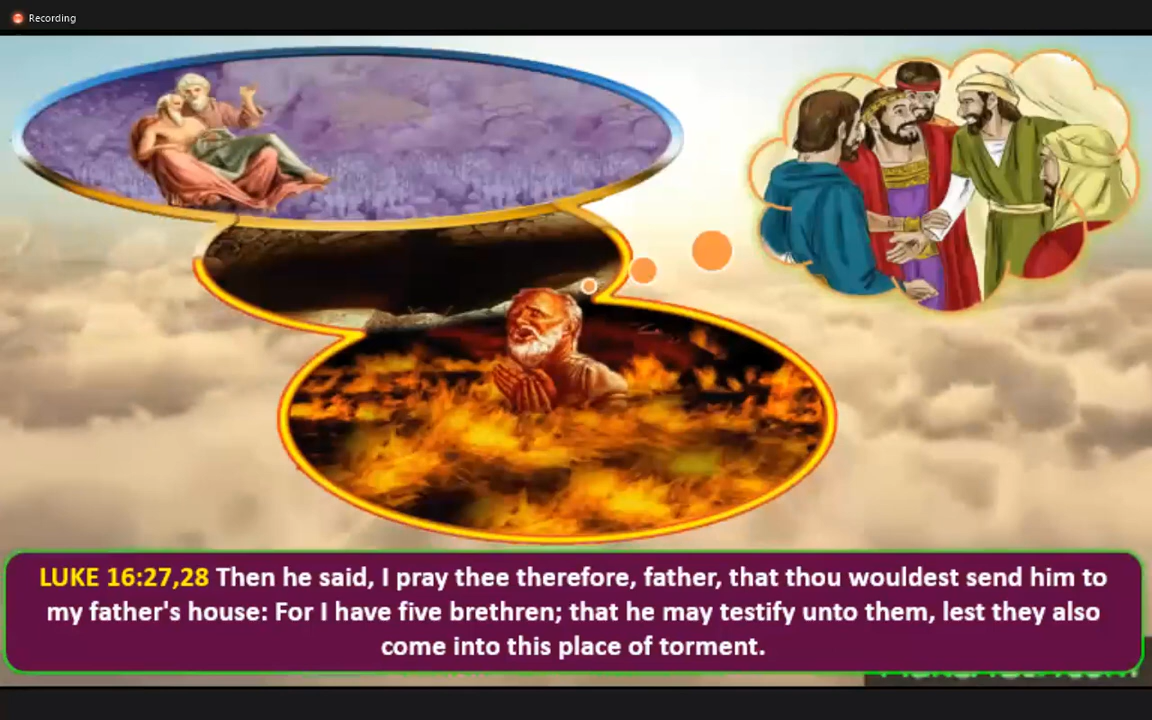 Recording
LUKE 16:27,28 Then he said, I pray thee therefore, father, that thou wouldest send him to
my father's house: For I have five brethren; that he may testify unto them, lest they also
come into this place of torment.